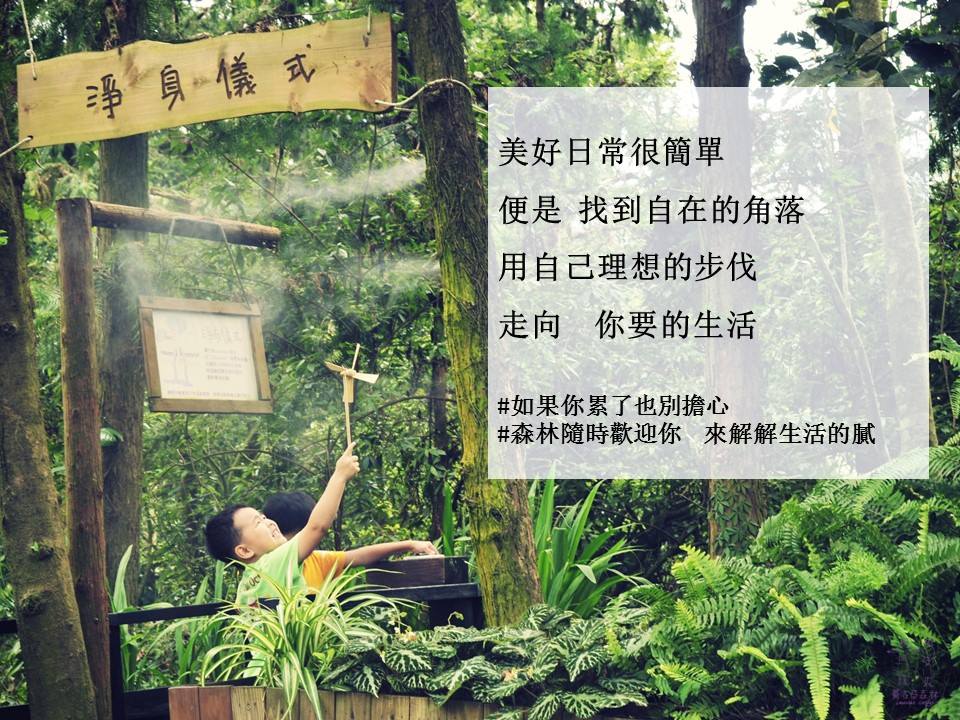 淨身儀式
美好日常很簡單
便是 找到自在的角落
用自己理想的步伐
走向 你要的生活
#如果你累了也別擔心
#森林隨時歡迎你 來解解生活的膩